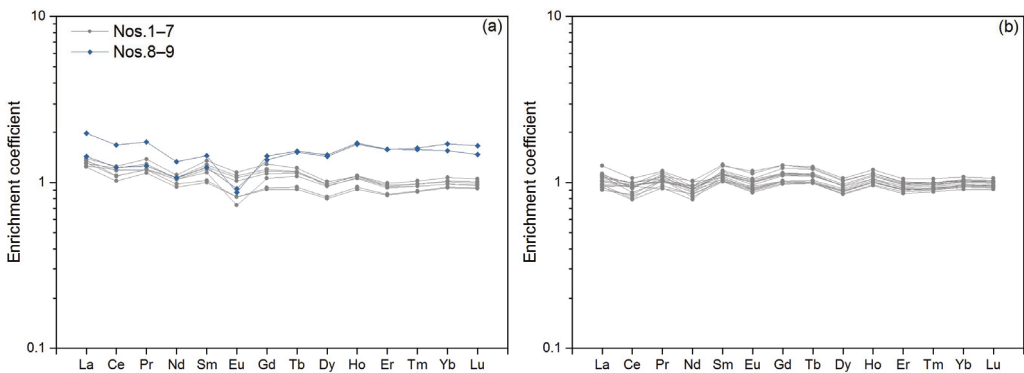 10
(a)
Nos.1–7
Nos.8–9
Enrichment coefficient
1
0.1
La Ce Pr Nd Sm Eu Gd Tb Dy Ho Er Tm Yb Lu
10
(b)
Enrichment coefficient
1
0.1
La Ce Pr Nd Sm Eu Gd Tb Dy Ho Er Tm Yb Lu